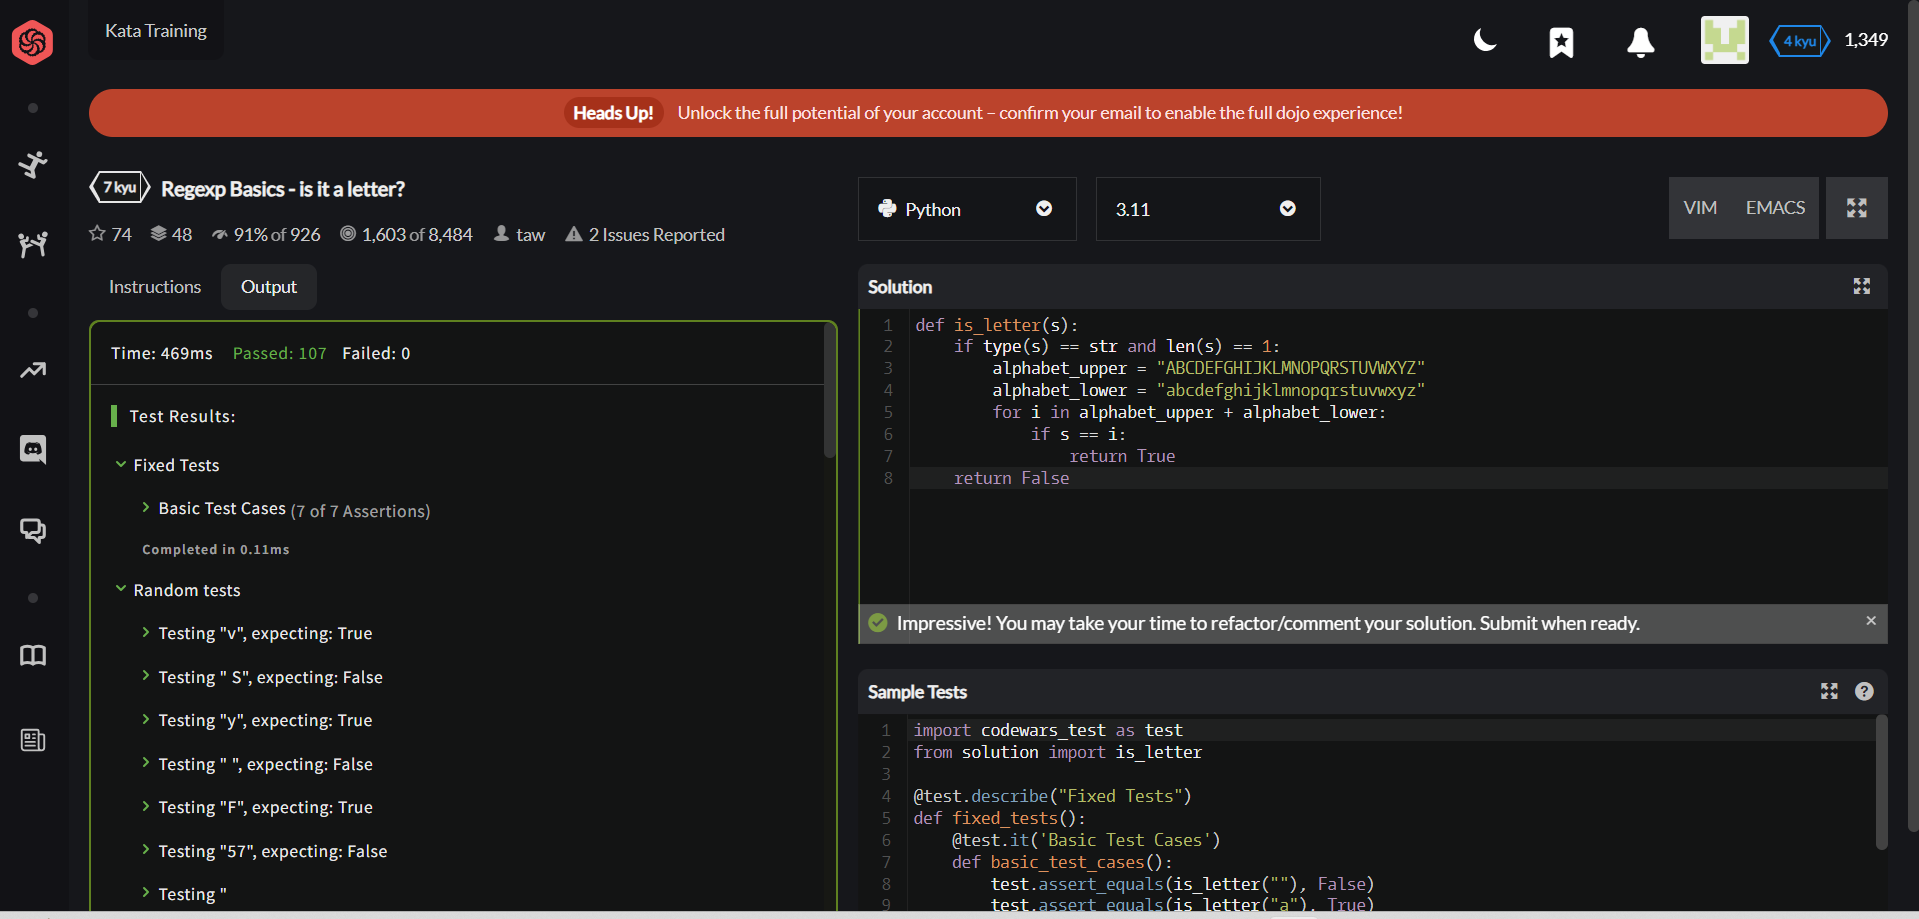 Kata Training
4 kyu
1,349
Heads Up! Unlock the full potential of your account – confirm your email to enable the full dojo experience!
7 kyu Regexp Basics - is it a letter?
74 48 91% of 926 1,603 of 8,484 taw 2 Issues Reported
Instructions Output
Time: 469ms Passed: 107 Failed: 0
Test Results:
Fixed Tests
Basic Test Cases (7 of 7 Assertions)
Completed in 0.11ms
Random tests
Testing "v", expecting: True
Testing " S", expecting: False
Testing "y", expecting: True
Testing " ", expecting: False
Testing "F", expecting: True
Testing "57", expecting: False
Testing "
Python
3.11
VIM EMACS
Solution
1 def is_letter(s):
2     if type(s) == str and len(s) == 1:
3         alphabet_upper = "ABCDEFGHIJKLMNOPQRSTUVWXYZ"
4         alphabet_lower = "abcdefghijklmnopqrstuvwxyz"
5         for i in alphabet_upper + alphabet_lower:
6             if s == i:
7                 return True
8     return False
Impressive! You may take your time to refactor/comment your solution. Submit when ready. ×
Sample Tests ?
1 import codewars_test as test
2 from solution import is_letter
3
4 @test.describe("Fixed Tests")
5 def fixed_tests():
6     @test.it('Basic Test Cases')
7     def basic_test_cases():
8         test.assert_equals(is_letter(""), False)
9         test.assert_equals(is_letter("a"), True)